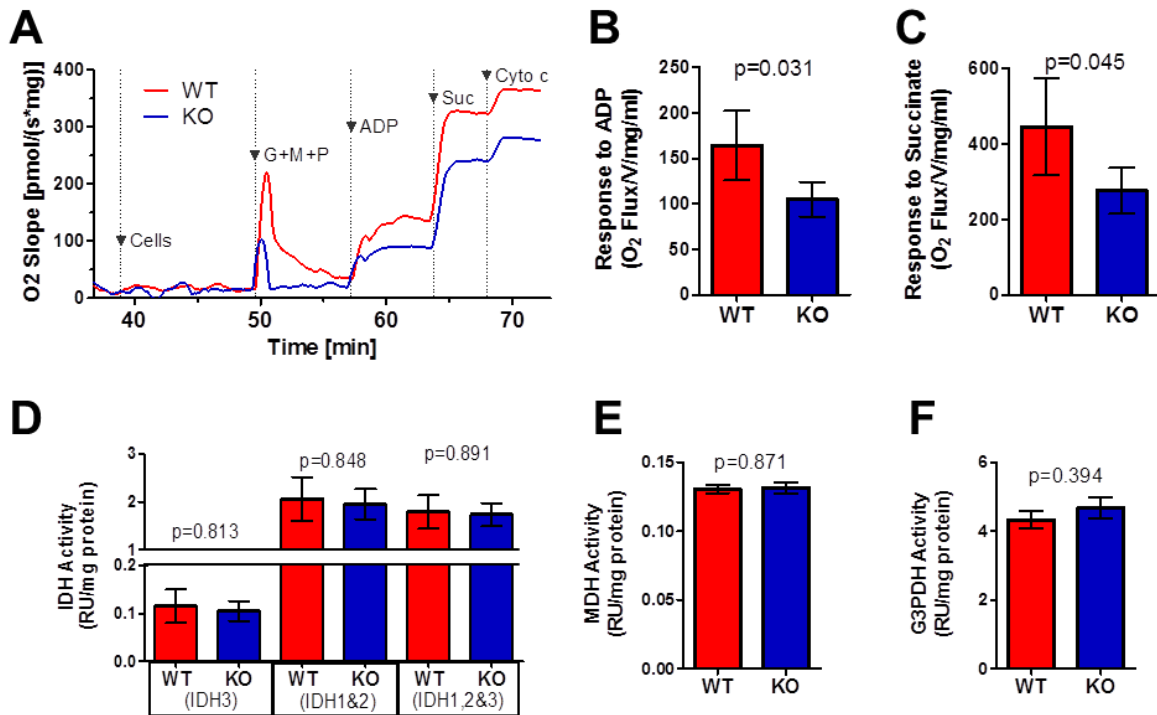 A
O2 Slope [pmol/(s*mg)]
400
300
200
100
0
40
50
60
70
Time [min]
WT
KO
Cells
G+M+P
ADP
Suc
Cyto c
B
Response to ADP
(O₂ Flux/V/mg/ml)
250
200
150
100
50
0
p=0.031
WT
KO
C
Response to Succinate
(O₂ Flux/V/mg/ml)
600
400
200
0
p=0.045
WT
KO
D
IDH Activity
(RU/mg protein)
3
2
1
0.2
0.1
0.0
p=0.813
p=0.848
p=0.891
WT KO WT KO WT KO
(IDH3) (IDH1&2) (IDH1,2&3)
E
MDH Activity
(RU/mg protein)
0.15
0.10
0.05
0.00
p=0.871
WT
KO
F
G3PDH Activity
(RU/mg protein)
6
4
2
0
p=0.394
WT
KO